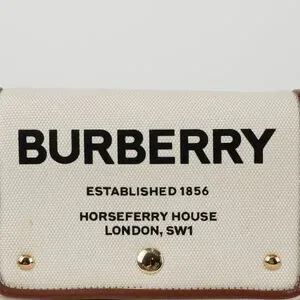 BURBERRY
ESTABLISHED 1856
HORSEFERRY HOUSE
LONDON, SW1